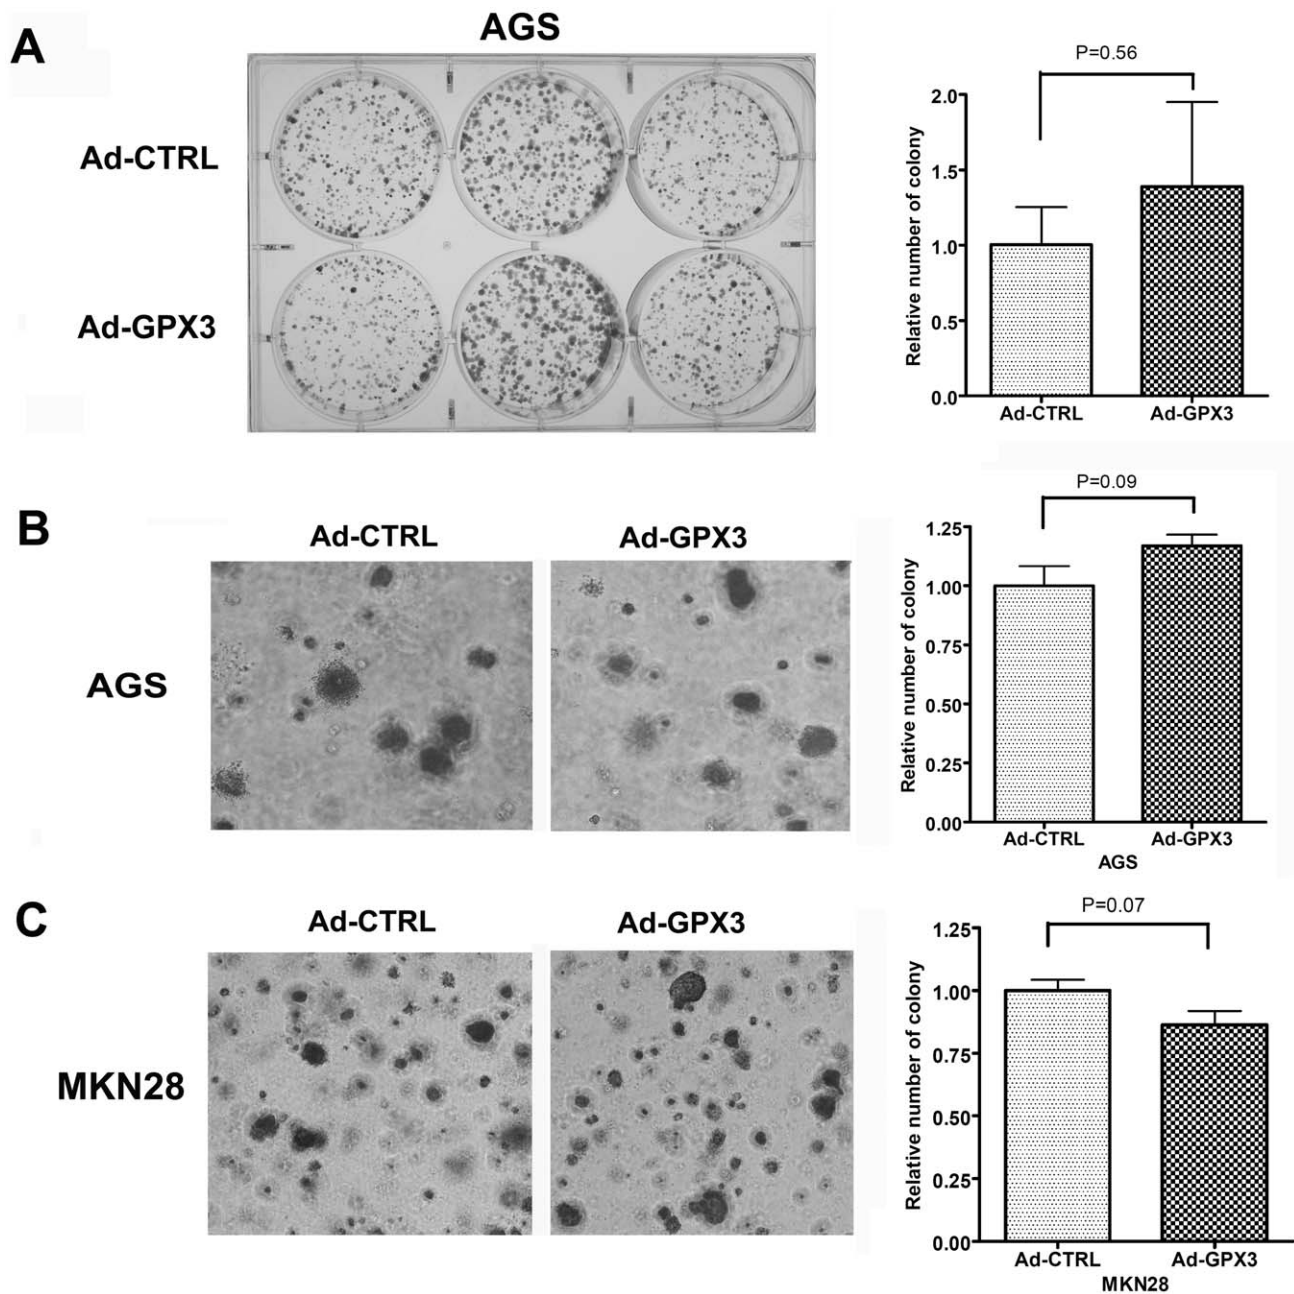 A
AGS
Ad-CTRL
Ad-GPX3
P=0.56
Relative number of colony
2.0
1.5
1.0
0.5
0.0
Ad-CTRL
Ad-GPX3
B
Ad-CTRL
Ad-GPX3
AGS
P=0.09
Relative number of colony
1.25
1.00
0.75
0.50
0.25
0.00
Ad-CTRL
Ad-GPX3
AGS
C
Ad-CTRL
Ad-GPX3
MKN28
P=0.07
Relative number of colony
1.25
1.00
0.75
0.50
0.25
0.00
Ad-CTRL
Ad-GPX3
MKN28